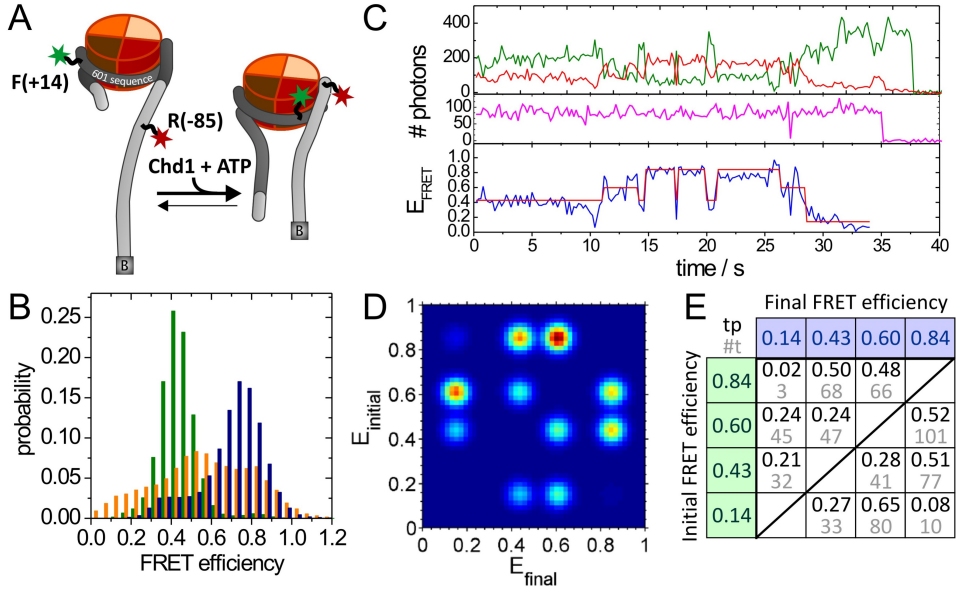 A
F(+14)
601 sequence
R(-85)
Chd1 + ATP
B
C
400
200
0
# photons
100
50
0
1.0
0.8
0.6
0.4
0.2
0.0
E_FRET
0 5 10 15 20 25 30 35 40
time / s
B
0.25
0.20
0.15
0.10
0.05
0.00
probability
0.0 0.2 0.4 0.6 0.8 1.0 1.2
FRET efficiency
D
1
0.8
0.6
0.4
0.2
0
E_initial
0 0.2 0.4 0.6 0.8 1
E_final
E
Final FRET efficiency
tp
#t
0.14 0.43 0.60 0.84
Initial FRET efficiency
0.84 0.02 0.50 0.48
3 68 66
0.60 0.24 0.24 0.52
45 47 101
0.43 0.21 0.28 0.51
32 41 77
0.14 0.27 0.65 0.08
33 80 10